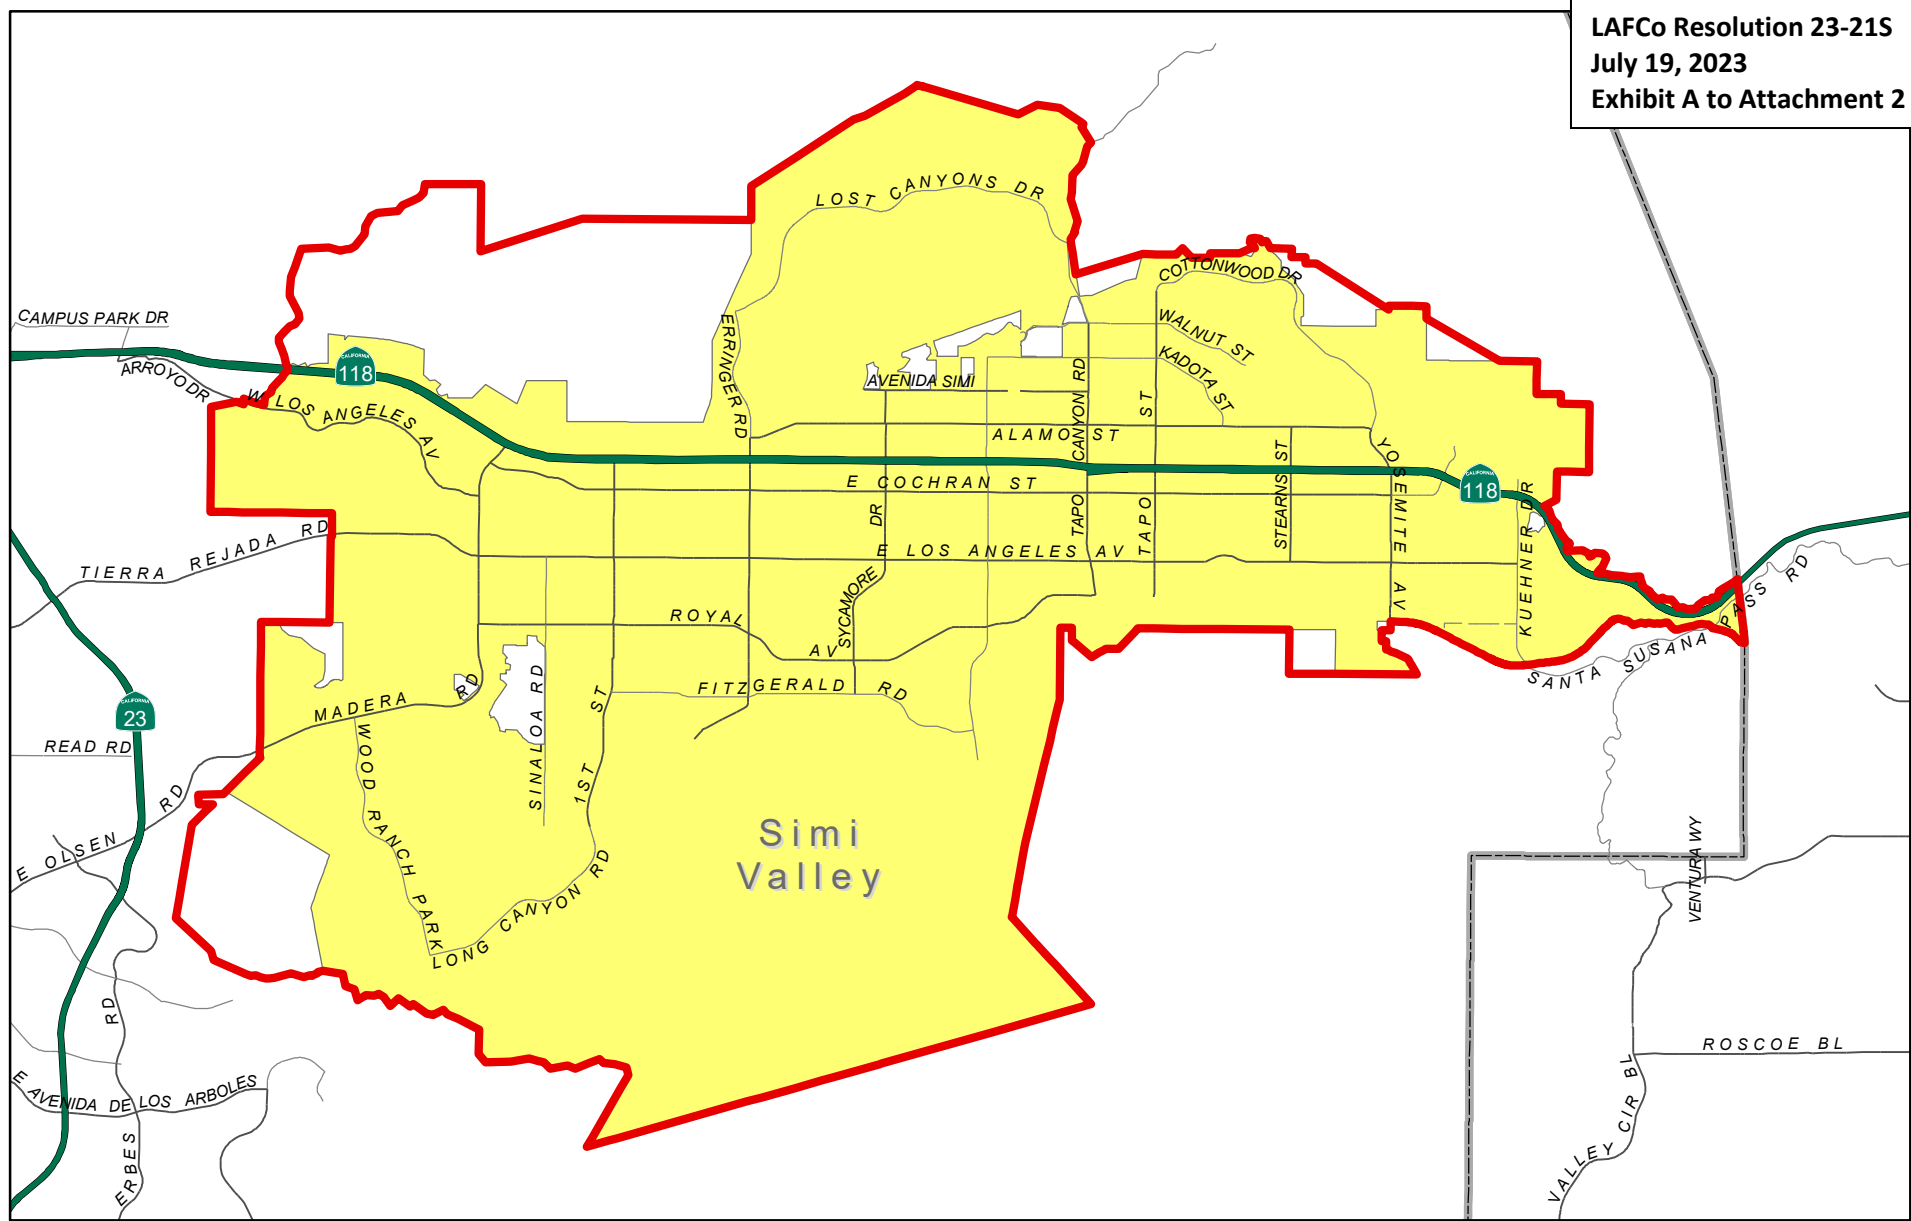 LAFCo Resolution 23-21S
July 19, 2023
Exhibit A to Attachment 2
LOST CANYONS DR
COTTONWOOD DR
CAMPUS PARK DR
WALNUT ST
ERRINGER RD
KADOTA ST
CALIFORNIA
118
ARROYO DR
AVENIDA SIMI
W LOS ANGELES AV
TAPO CANYON RD
TAPO ST
ALAMO ST
YOSEMITE AV
STEARNS ST
E COCHRAN ST
CALIFORNIA
118
KUEHNER DR
TIERRA REJADA RD
E LOS ANGELES AV
SYCAMORE DR
ROYAL AV
SANTA SUSANA PASS RD
FITZGERALD RD
MADERA RD
SINALOA RD
1ST ST
CALIFORNIA
23
READ RD
WOOD RANCH PARK
E OLSEN RD
Simi
Valley
VENTURA WY
LONG CANYON RD
RD
ROSCOE BL
E AVENIDA DE LOS ARBOLES
ERBES
VALLEY CIR BL